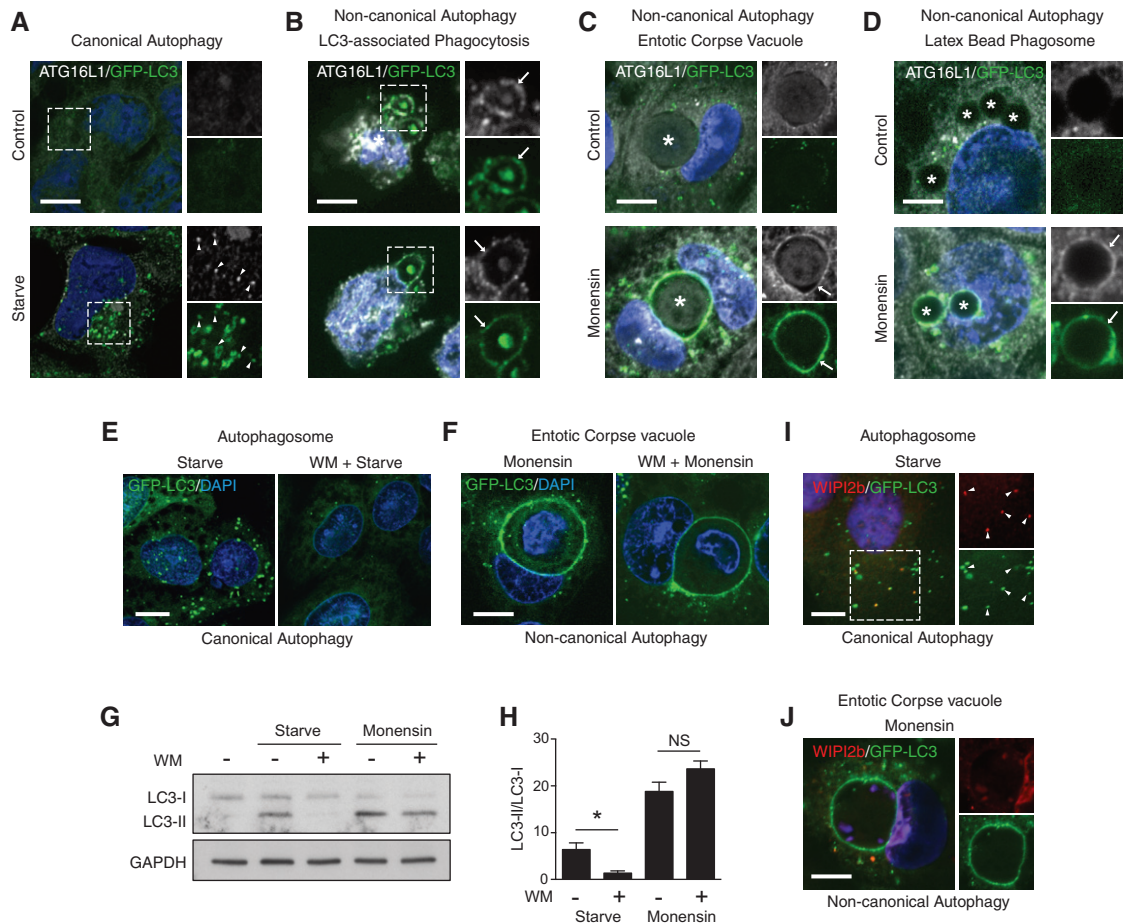 A
Canonical Autophagy
ATG16L1/GFP-LC3
Control
Starve
B
Non-canonical Autophagy
LC3-associated Phagocytosis
ATG16L1/GFP-LC3
*
C
Non-canonical Autophagy
Entotic Corpse Vacuole
ATG16L1/GFP-LC3
Control
*
Monensin
*
D
Non-canonical Autophagy
Latex Bead Phagosome
ATG16L1/GFP-LC3
Control
* * * *
Monensin
* *
E
Autophagosome
Starve
WM + Starve
GFP-LC3/DAPI
Canonical Autophagy
F
Entotic Corpse vacuole
Monensin
WM + Monensin
GFP-LC3/DAPI
Non-canonical Autophagy
I
Autophagosome
Starve
WIPI2b/GFP-LC3
Canonical Autophagy
G
Starve Monensin
WM - - + - +
LC3-I
LC3-II
GAPDH
H
LC3-II/LC3-I
30
20
10
0
*
NS
WM - + - +
Starve Monensin
J
Entotic Corpse vacuole
Monensin
WIPI2b/GFP-LC3
Non-canonical Autophagy